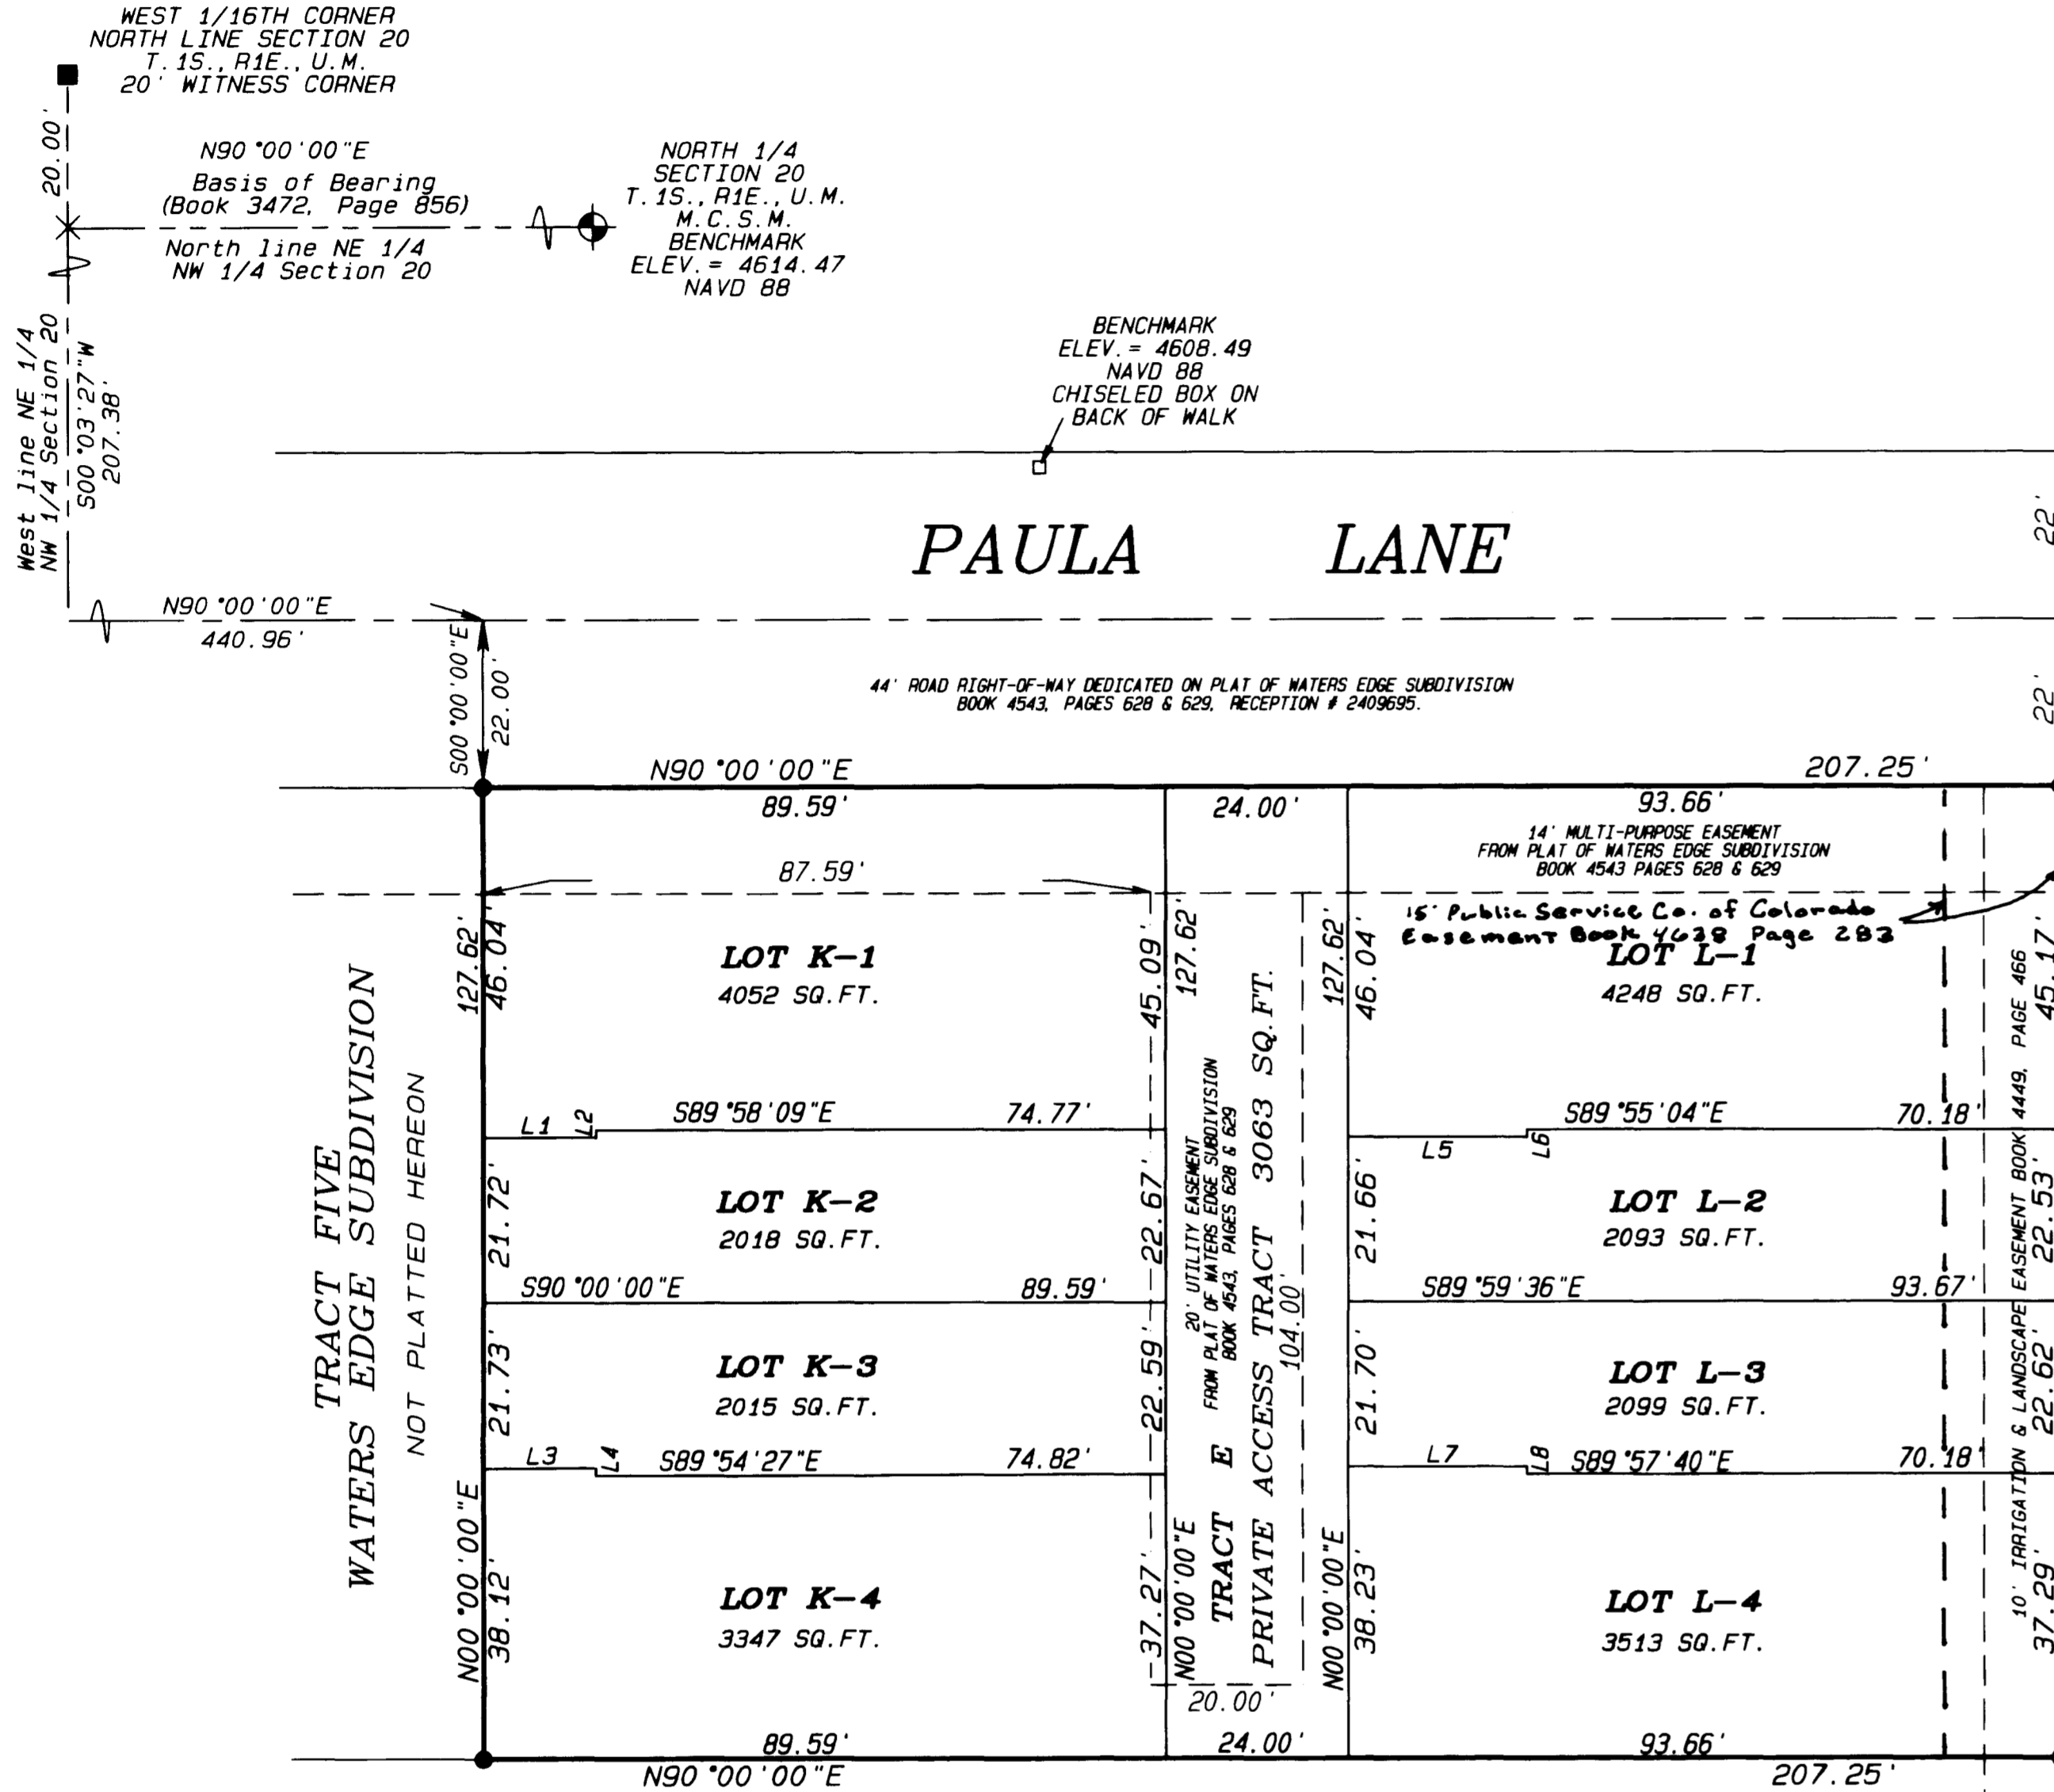 WEST 1/16TH CORNER
NORTH LINE SECTION 20
T.1S., R1E., U.M.
20' WITNESS CORNER
20.00'
N90°00'00"E
Basis of Bearing
(Book 3472, Page 856)
North line NE 1/4
NW 1/4 Section 20
NORTH 1/4
SECTION 20
T.1S., R1E., U.M.
M.C.S.M.
BENCHMARK
ELEV.= 4614.47
NAVD 88
West line NE 1/4
NW 1/4 Section 20
S00°03'27"W
207.38'
BENCHMARK
ELEV.= 4608.49
NAVD 88
CHISELED BOX ON
BACK OF WALK
PAULA LANE
22'
N90°00'00"E
440.96'
S00°00'00"E
22.00'
44' ROAD RIGHT-OF-WAY DEDICATED ON PLAT OF WATERS EDGE SUBDIVISION
BOOK 4543, PAGES 628 & 629, RECEPTION # 2409695.
22'
N90°00'00"E
207.25'
89.59'
24.00'
93.66'
14' MULTI-PURPOSE EASEMENT
FROM PLAT OF WATERS EDGE SUBDIVISION
BOOK 4543 PAGES 628 & 629
87.59'
15' Public Service Co. of Colorado
Easement Book 4638 Page 283
127.62'
46.04'
LOT K-1
4052 SQ.FT.
45.09'
127.62'
127.62'
46.04'
LOT L-1
4248 SQ.FT.
45.17'
L1
L2
S89°58'09"E
74.77'
L5
L6
S89°55'04"E
70.18'
TRACT FIVE
WATERS EDGE SUBDIVISION
NOT PLATTED HEREON
21.72'
LOT K-2
2018 SQ.FT.
22.67'
20' UTILITY EASEMENT
FROM PLAT OF WATERS EDGE SUBDIVISION
BOOK 4543, PAGES 628 & 629
TRACT E
PRIVATE ACCESS TRACT 3063 SQ.FT.
104.00'
21.66'
LOT L-2
2093 SQ.FT.
22.53'
10' IRRIGATION & LANDSCAPE EASEMENT BOOK 4449, PAGE 466
S90°00'00"E
89.59'
S89°59'36"E
93.67'
21.73'
LOT K-3
2015 SQ.FT.
22.59'
21.70'
LOT L-3
2099 SQ.FT.
22.62'
L3
L4
S89°54'27"E
74.82'
L7
L8
S89°57'40"E
70.18'
N00°00'00"E
38.12'
LOT K-4
3347 SQ.FT.
37.27'
N00°00'00"E
N00°00'00"E
38.23'
LOT L-4
3513 SQ.FT.
37.29'
20.00'
89.59'
24.00'
93.66'
N90°00'00"E
207.25'